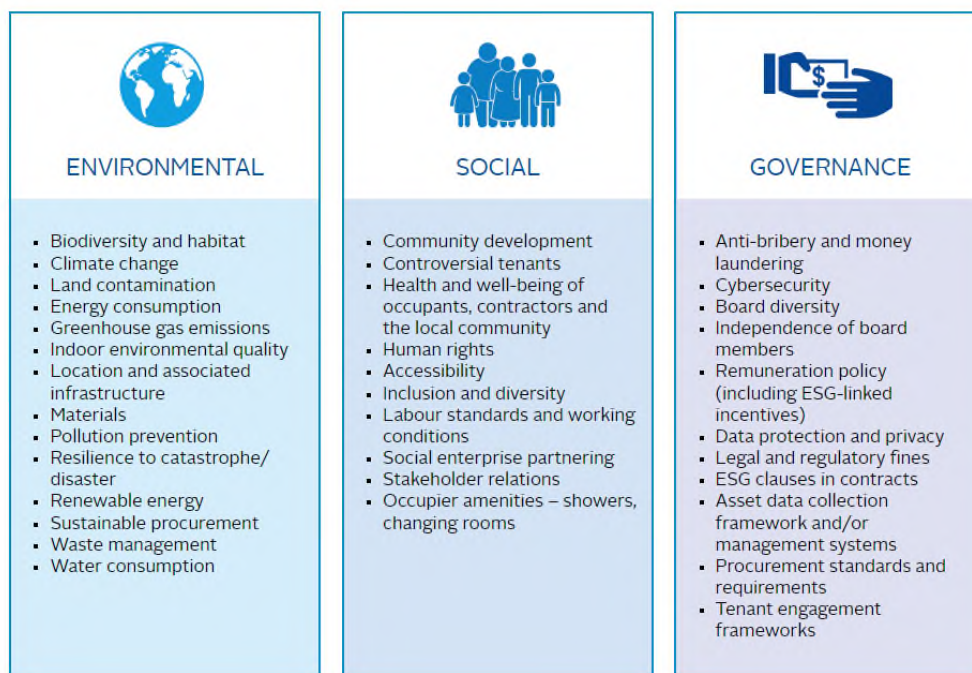 ENVIRONMENTAL
▪ Biodiversity and habitat
▪ Climate change
▪ Land contamination
▪ Energy consumption
▪ Greenhouse gas emissions
▪ Indoor environmental quality
▪ Location and associated
infrastructure
▪ Materials
▪ Pollution prevention
▪ Resilience to catastrophe/
disaster
▪ Renewable energy
▪ Sustainable procurement
▪ Waste management
▪ Water consumption
SOCIAL
▪ Community development
▪ Controversial tenants
▪ Health and well-being of
occupants, contractors and
the local community
▪ Human rights
▪ Accessibility
▪ Inclusion and diversity
▪ Labour standards and working
conditions
▪ Social enterprise partnering
▪ Stakeholder relations
▪ Occupier amenities – showers,
changing rooms
$
GOVERNANCE
▪ Anti-bribery and money
laundering
▪ Cybersecurity
▪ Board diversity
▪ Independence of board
members
▪ Remuneration policy
(including ESG-linked
incentives)
▪ Data protection and privacy
▪ Legal and regulatory fines
▪ ESG clauses in contracts
▪ Asset data collection
framework and/or
management systems
▪ Procurement standards and
requirements
▪ Tenant engagement
frameworks